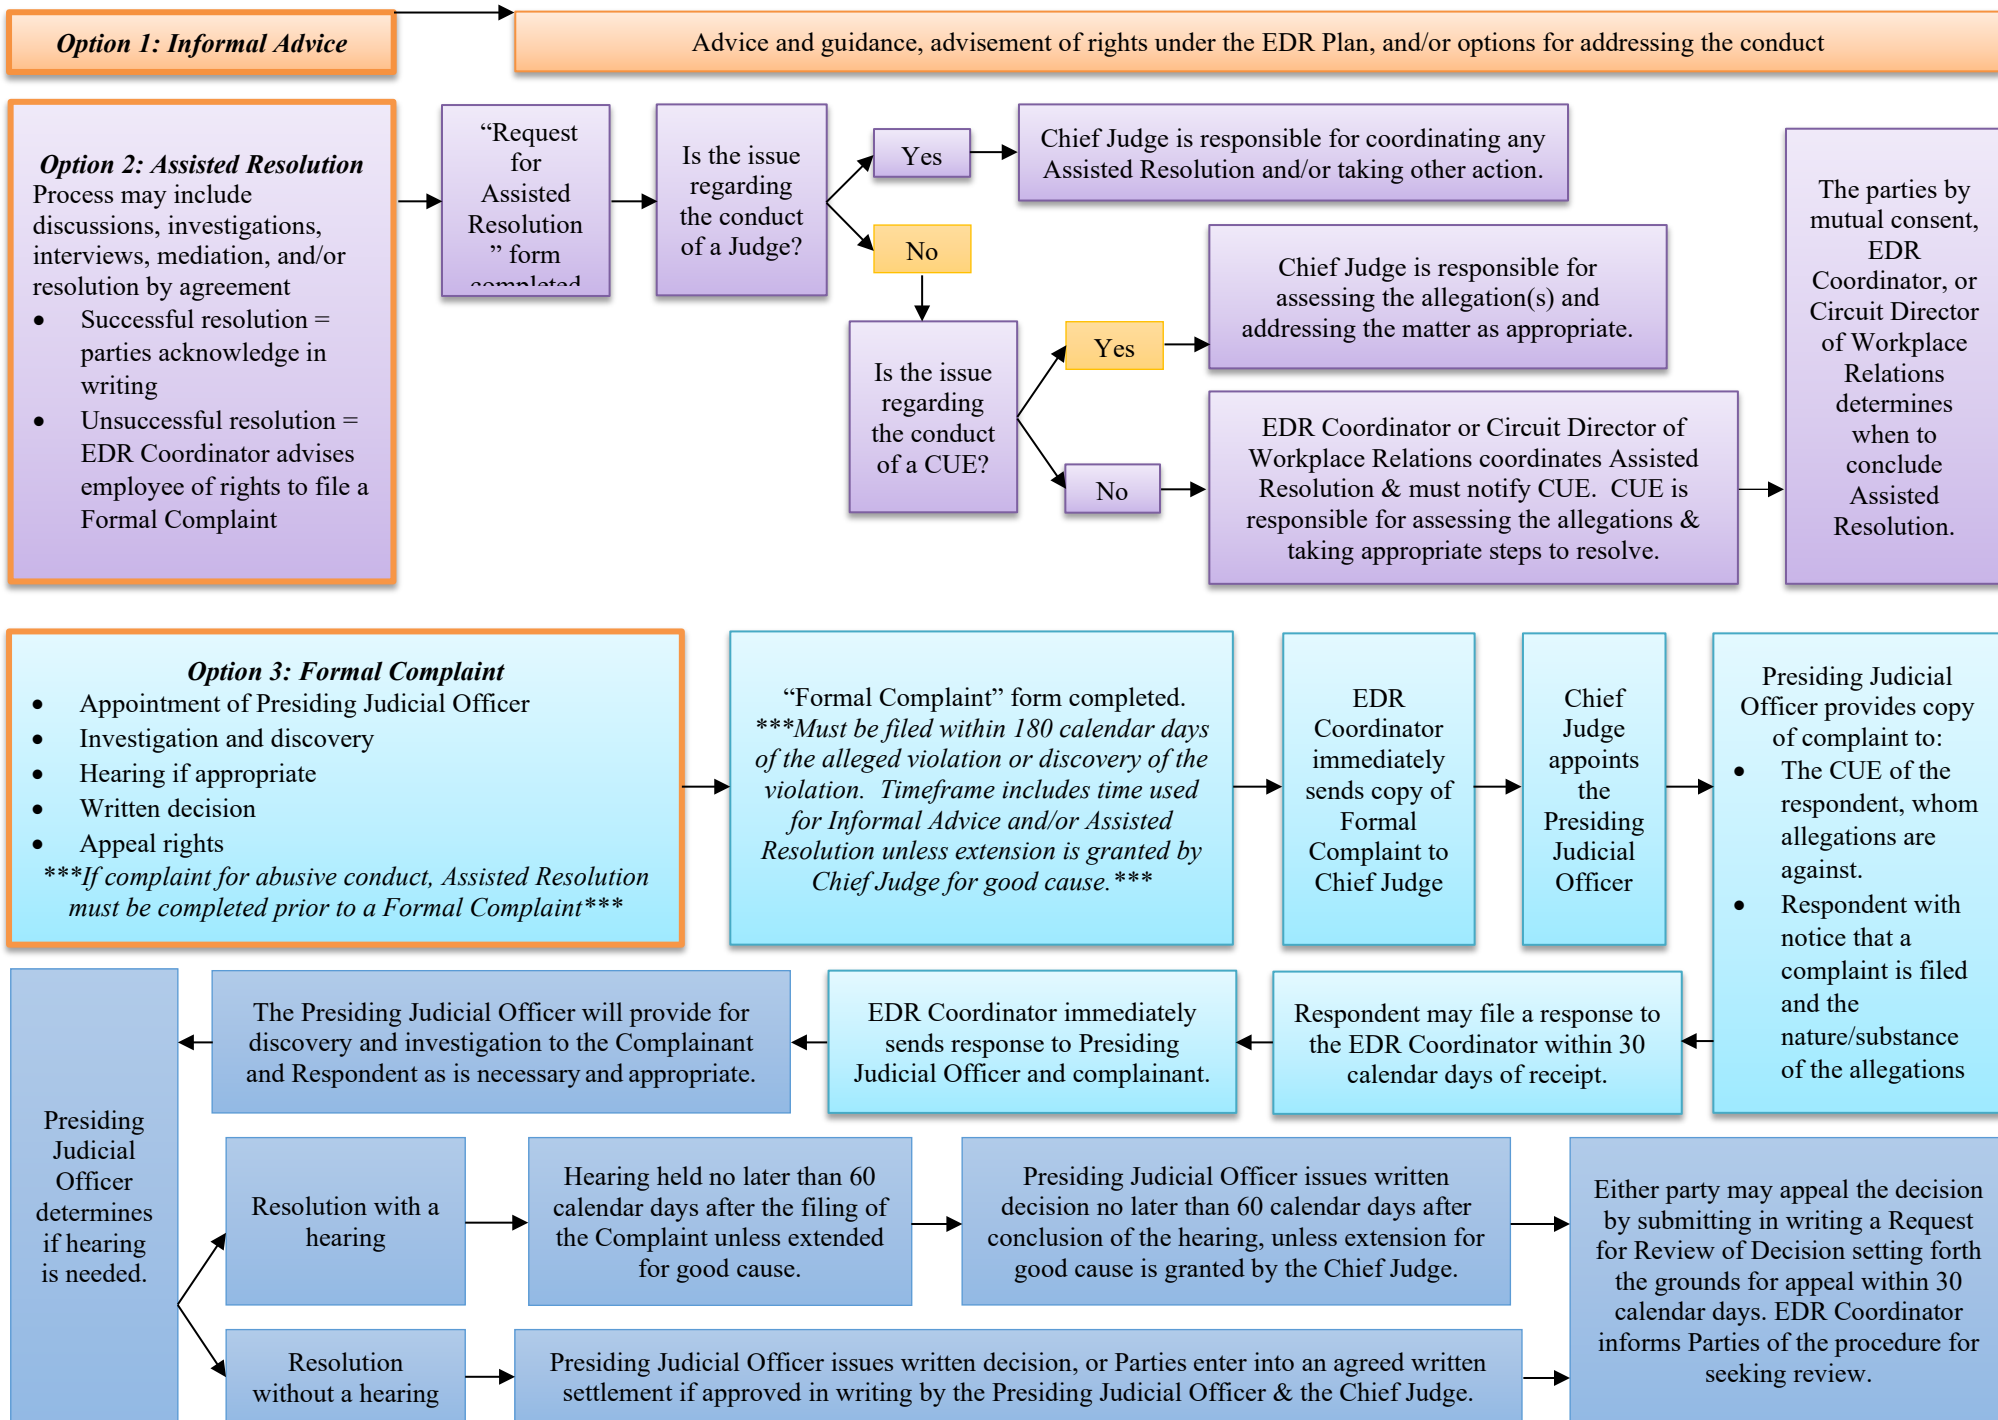 Option 1: Informal Advice
Advice and guidance, advisement of rights under the EDR Plan, and/or options for addressing the conduct
Option 2: Assisted Resolution
Process may include
discussions, investigations,
interviews, mediation, and/or
resolution by agreement
• Successful resolution =
parties acknowledge in
writing
• Unsuccessful resolution =
EDR Coordinator advises
employee of rights to file a
Formal Complaint
“Request
for
Assisted
Resolution
” form
completed
Is the issue
regarding
the conduct
of a Judge?
Yes
Chief Judge is responsible for coordinating any
Assisted Resolution and/or taking other action.
No
Is the issue
regarding
the conduct
of a CUE?
Yes
Chief Judge is responsible for
assessing the allegation(s) and
addressing the matter as appropriate.
No
EDR Coordinator or Circuit Director of
Workplace Relations coordinates Assisted
Resolution & must notify CUE. CUE is
responsible for assessing the allegations &
taking appropriate steps to resolve.
The parties by
mutual consent,
EDR
Coordinator, or
Circuit Director
of Workplace
Relations
determines
when to
conclude
Assisted
Resolution.
Option 3: Formal Complaint
• Appointment of Presiding Judicial Officer
• Investigation and discovery
• Hearing if appropriate
• Written decision
• Appeal rights
***If complaint for abusive conduct, Assisted Resolution
must be completed prior to a Formal Complaint***
“Formal Complaint” form completed.
***Must be filed within 180 calendar days
of the alleged violation or discovery of the
violation. Timeframe includes time used
for Informal Advice and/or Assisted
Resolution unless extension is granted by
Chief Judge for good cause.***
EDR
Coordinator
immediately
sends copy of
Formal
Complaint to
Chief Judge
Chief
Judge
appoints
the
Presiding
Judicial
Officer
Presiding Judicial
Officer provides copy
of complaint to:
• The CUE of the
respondent, whom
allegations are
against.
• Respondent with
notice that a
complaint is filed
and the
nature/substance
of the allegations
Respondent may file a response to
the EDR Coordinator within 30
calendar days of receipt.
EDR Coordinator immediately
sends response to Presiding
Judicial Officer and complainant.
The Presiding Judicial Officer will provide for
discovery and investigation to the Complainant
and Respondent as is necessary and appropriate.
Presiding
Judicial
Officer
determines
if hearing
is needed.
Resolution with a
hearing
Hearing held no later than 60
calendar days after the filing of
the Complaint unless extended
for good cause.
Presiding Judicial Officer issues written
decision no later than 60 calendar days after
conclusion of the hearing, unless extension for
good cause is granted by the Chief Judge.
Resolution
without a hearing
Presiding Judicial Officer issues written decision, or Parties enter into an agreed written
settlement if approved in writing by the Presiding Judicial Officer & the Chief Judge.
Either party may appeal the decision
by submitting in writing a Request
for Review of Decision setting forth
the grounds for appeal within 30
calendar days. EDR Coordinator
informs Parties of the procedure for
seeking review.